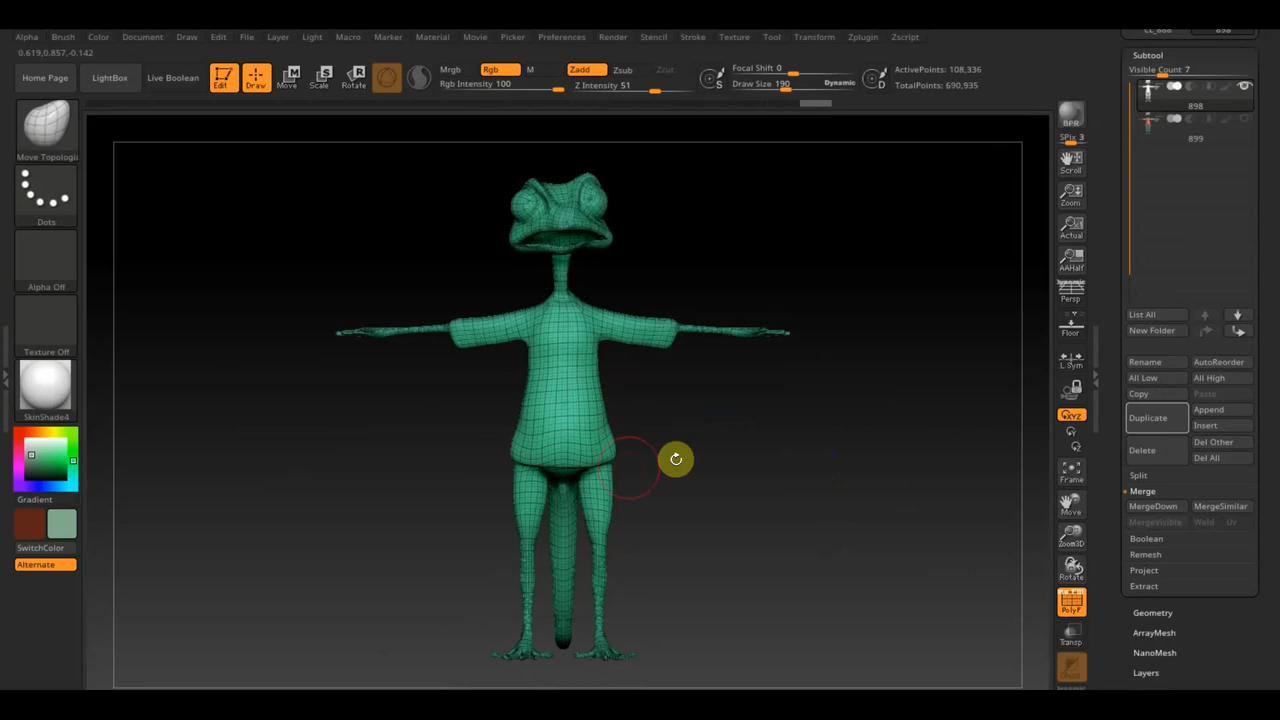 Alpha Brush Color Document Draw Edit File Layer Light Macro Marker Material Movie Picker Preferences Render Stencil Stroke Texture Tool Transform Zplugin Zscript
0.619,0.857,-0.142
Home Page LightBox Live Boolean Edit Draw Move Scale Rotate
Mrgb Rgb M Zadd Zsub Zcut
Rgb Intensity 100 Z Intensity 51
S Focal Shift 0
Draw Size 190 Dynamic D
ActivePoints: 108,336
TotalPoints: 690,935
Move Topologic
Dots
Alpha Off
Texture Off
SkinShade4
Gradient
SwitchColor
Alternate
BPR
SPix 3
Scroll
Zoom
Actual
AAHalf
Dynamic
Persp
Floor
L.Sym
XYZ
Y
Z
Frame
Move
Zoom3D
Rotate
PolyF
Transp
898
Subtool
Visible Count 7
898
899
List All
New Folder
Rename AutoReorder
All Low All High
Copy Paste
Duplicate Append
Insert
Delete Del Other
Del All
Split
Merge
MergeDown MergeSimilar
MergeVisible Weld Uv
Boolean
Remesh
Project
Extract
Geometry
ArrayMesh
NanoMesh
Layers